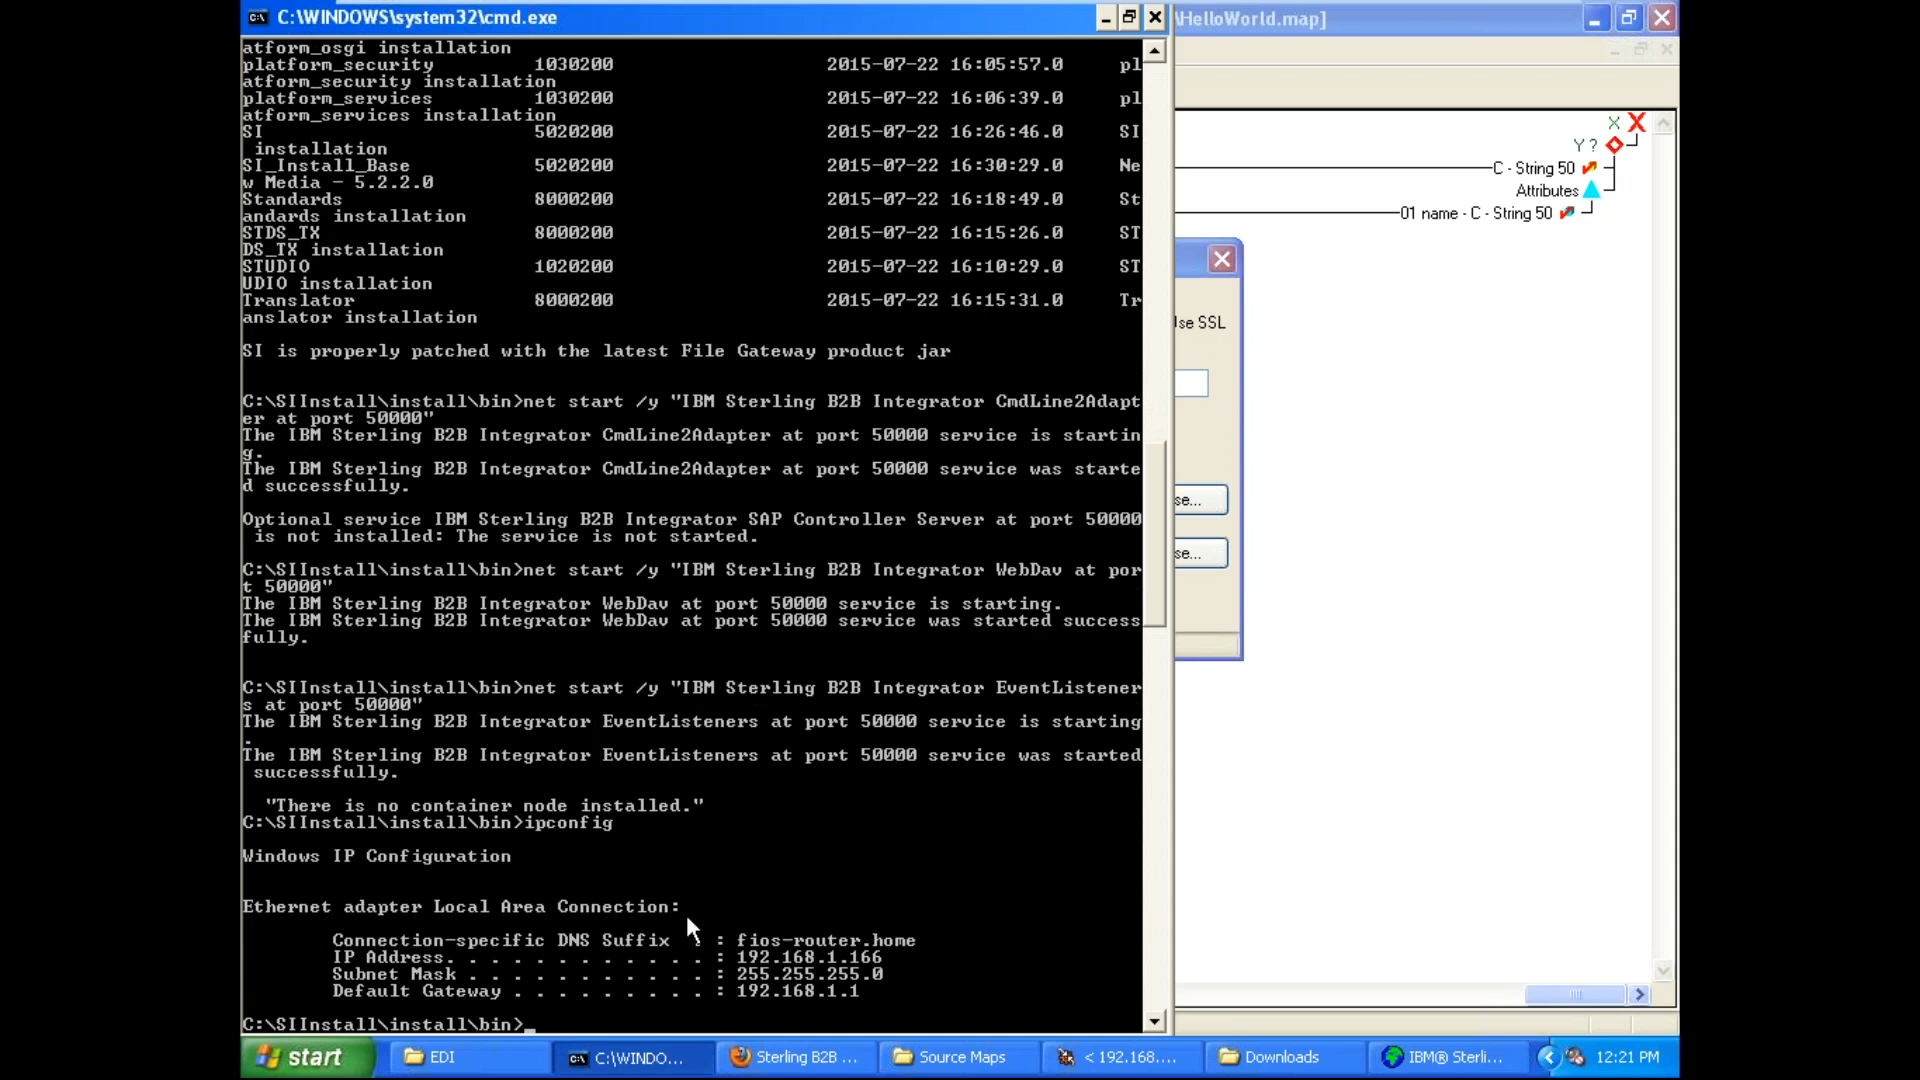 C:\WINDOWS\system32\cmd.exe
\HelloWorld.map]
atform_osgi installation
platform_security 1030200 2015-07-22 16:05:57.0 pl
atform_security installation
platform_services 1030200 2015-07-22 16:06:39.0 pl
atform_services installation
SI 5020200 2015-07-22 16:26:46.0 SI
installation
SI_Install_Base 5020200 2015-07-22 16:30:29.0 Ne
w Media - 5.2.2.0
Standards 8000200 2015-07-22 16:18:49.0 St
andards installation
STDS_TX 8000200 2015-07-22 16:15:26.0 ST
DS_TX installation
STUDIO 1020200 2015-07-22 16:10:29.0 ST
UDIO installation
Translator 8000200 2015-07-22 16:15:31.0 Tr
anslator installation
SI is properly patched with the latest File Gateway product jar
C:\SIInstall\install\bin>net start /y "IBM Sterling B2B Integrator CmdLine2Adapt
er at port 50000"
The IBM Sterling B2B Integrator CmdLine2Adapter at port 50000 service is startin
g.
The IBM Sterling B2B Integrator CmdLine2Adapter at port 50000 service was starte
d successfully.
Optional service IBM Sterling B2B Integrator SAP Controller Server at port 50000
is not installed: The service is not started.
C:\SIInstall\install\bin>net start /y "IBM Sterling B2B Integrator WebDav at por
t 50000"
The IBM Sterling B2B Integrator WebDav at port 50000 service is starting.
The IBM Sterling B2B Integrator WebDav at port 50000 service was started success
fully.
C:\SIInstall\install\bin>net start /y "IBM Sterling B2B Integrator EventListener
s at port 50000"
The IBM Sterling B2B Integrator EventListeners at port 50000 service is starting
.
The IBM Sterling B2B Integrator EventListeners at port 50000 service was started
successfully.
"There is no container node installed."
C:\SIInstall\install\bin>ipconfig
Windows IP Configuration
Ethernet adapter Local Area Connection:
Connection-specific DNS Suffix . : fios-router.home
IP Address. . . . . . . . . . . . : 192.168.1.166
Subnet Mask . . . . . . . . . . . : 255.255.255.0
Default Gateway . . . . . . . . . : 192.168.1.1
C:\SIInstall\install\bin>_
X
Y ?
C - String 50
Attributes
01 name - C - String 50
Use SSL
se...
se...
start
EDI
C:\WINDO...
Sterling B2B ...
Source Maps
< 192.168....
Downloads
IBM® Sterli...
12:21 PM